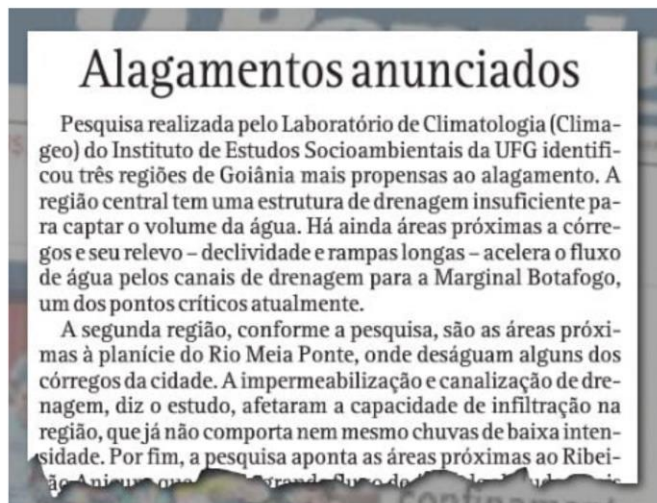 Alagamentos anunciados
Pesquisa realizada pelo Laboratório de Climatologia (Clima-
geo) do Instituto de Estudos Socioambientais da UFG identifi-
cou três regiões de Goiânia mais propensas ao alagamento. A
região central tem uma estrutura de drenagem insuficiente pa-
ra captar o volume da água. Há ainda áreas próximas a córre-
gos e seu relevo – declividade e rampas longas – acelera o fluxo
de água pelos canais de drenagem para a Marginal Botafogo,
um dos pontos críticos atualmente.
A segunda região, conforme a pesquisa, são as áreas próxi-
mas à planície do Rio Meia Ponte, onde deságuam alguns dos
córregos da cidade. A impermeabilização e canalização de dre-
nagem, diz o estudo, afetaram a capacidade de infiltração na
região, que já não comporta nem mesmo chuvas de baixa inten-
sidade. Por fim, a pesquisa aponta as áreas próximas ao Ribei-